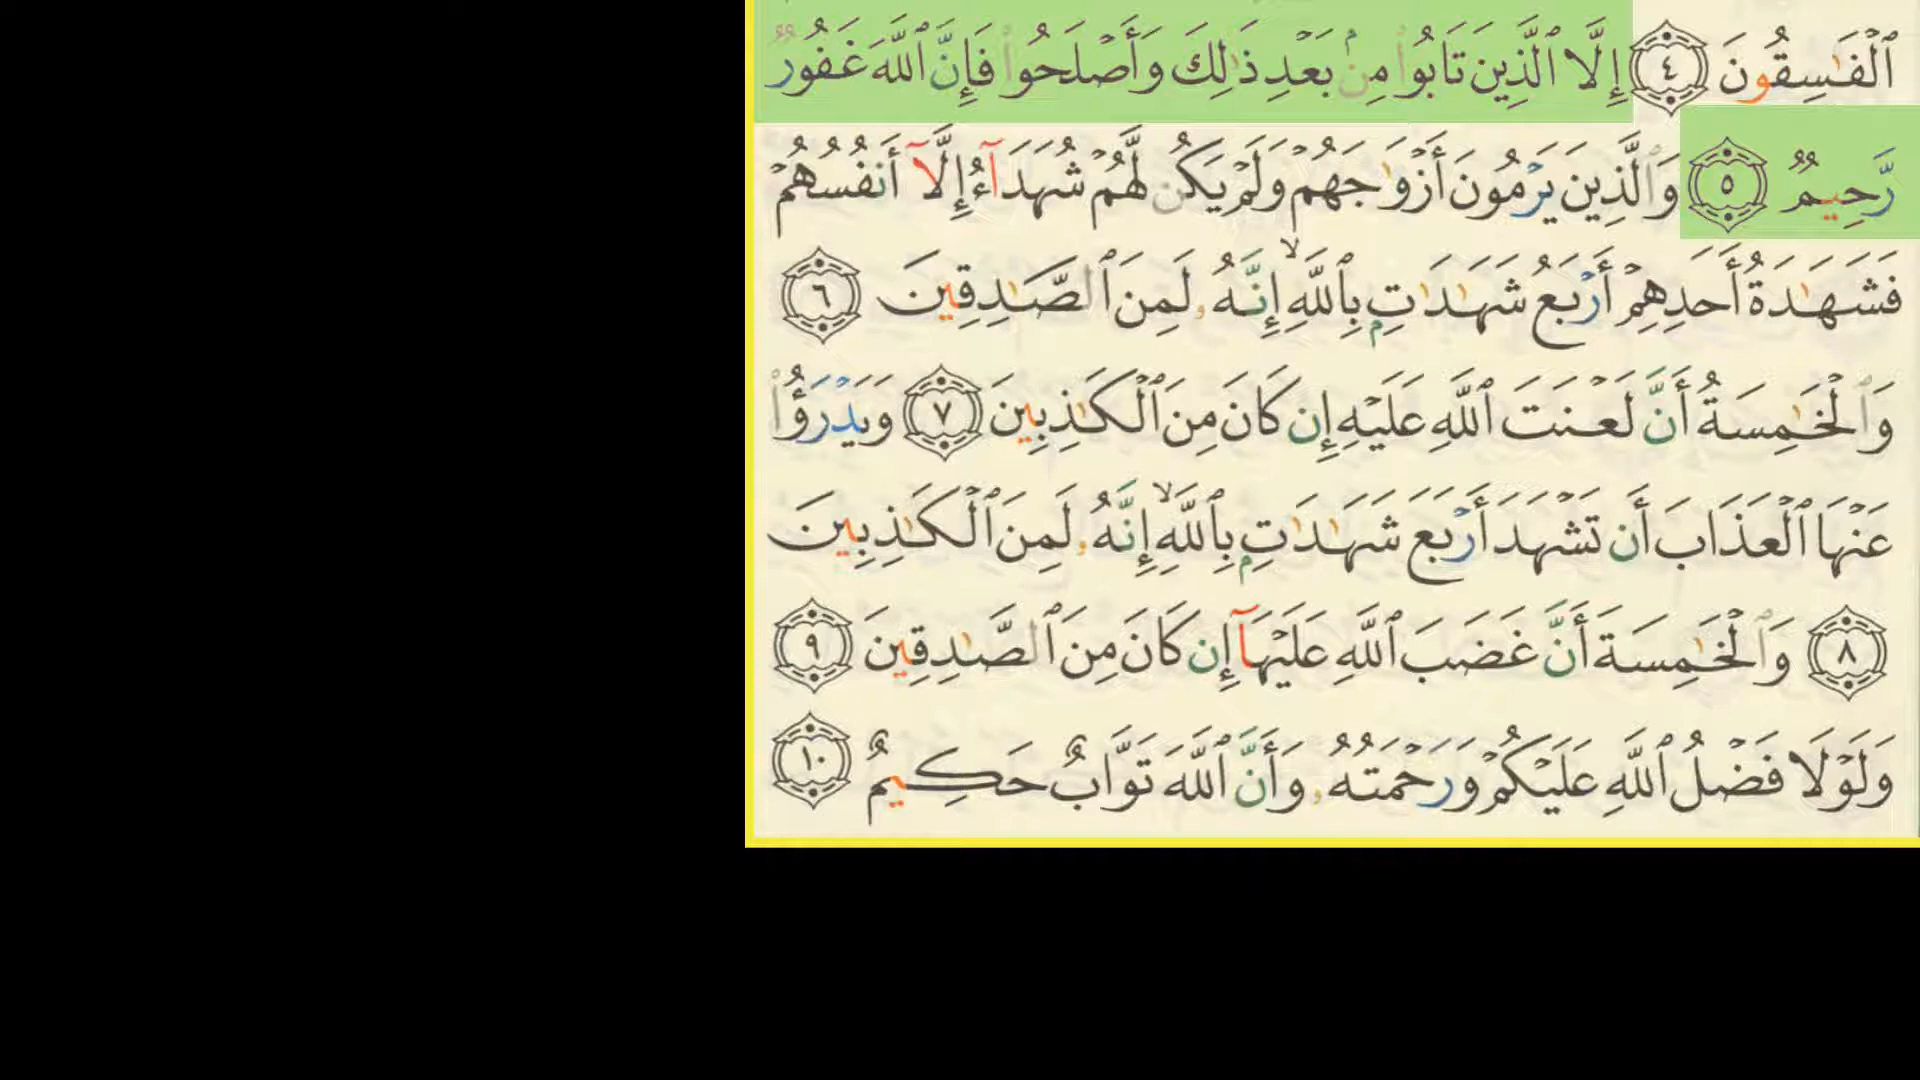 ٱلْفَـٰسِقُونَ ٤ إِلَّا ٱلَّذِينَ تَابُوا۟ مِنۢ بَعْدِ ذَٰلِكَ وَأَصْلَحُوا۟ فَإِنَّ ٱللَّهَ غَفُورٌ
رَّحِيمٌ ٥ وَٱلَّذِينَ يَرْمُونَ أَزْوَٰجَهُمْ وَلَمْ يَكُن لَّهُمْ شُهَدَآءُ إِلَّآ أَنفُسُهُمْ
فَشَهَـٰدَةُ أَحَدِهِمْ أَرْبَعُ شَهَـٰدَٰتٍۭ بِٱللَّهِ ۙ إِنَّهُۥ لَمِنَ ٱلصَّـٰدِقِينَ ٦
وَٱلْخَـٰمِسَةُ أَنَّ لَعْنَتَ ٱللَّهِ عَلَيْهِ إِن كَانَ مِنَ ٱلْكَـٰذِبِينَ ٧ وَيَدْرَؤُا۟
عَنْهَا ٱلْعَذَابَ أَن تَشْهَدَ أَرْبَعَ شَهَـٰدَٰتٍۭ بِٱللَّهِ ۙ إِنَّهُۥ لَمِنَ ٱلْكَـٰذِبِينَ
٨ وَٱلْخَـٰمِسَةَ أَنَّ غَضَبَ ٱللَّهِ عَلَيْهَآ إِن كَانَ مِنَ ٱلصَّـٰدِقِينَ ٩
وَلَوْلَا فَضْلُ ٱللَّهِ عَلَيْكُمْ وَرَحْمَتُهُۥ وَأَنَّ ٱللَّهَ تَوَّابٌ حَكِيمٌ ١٠